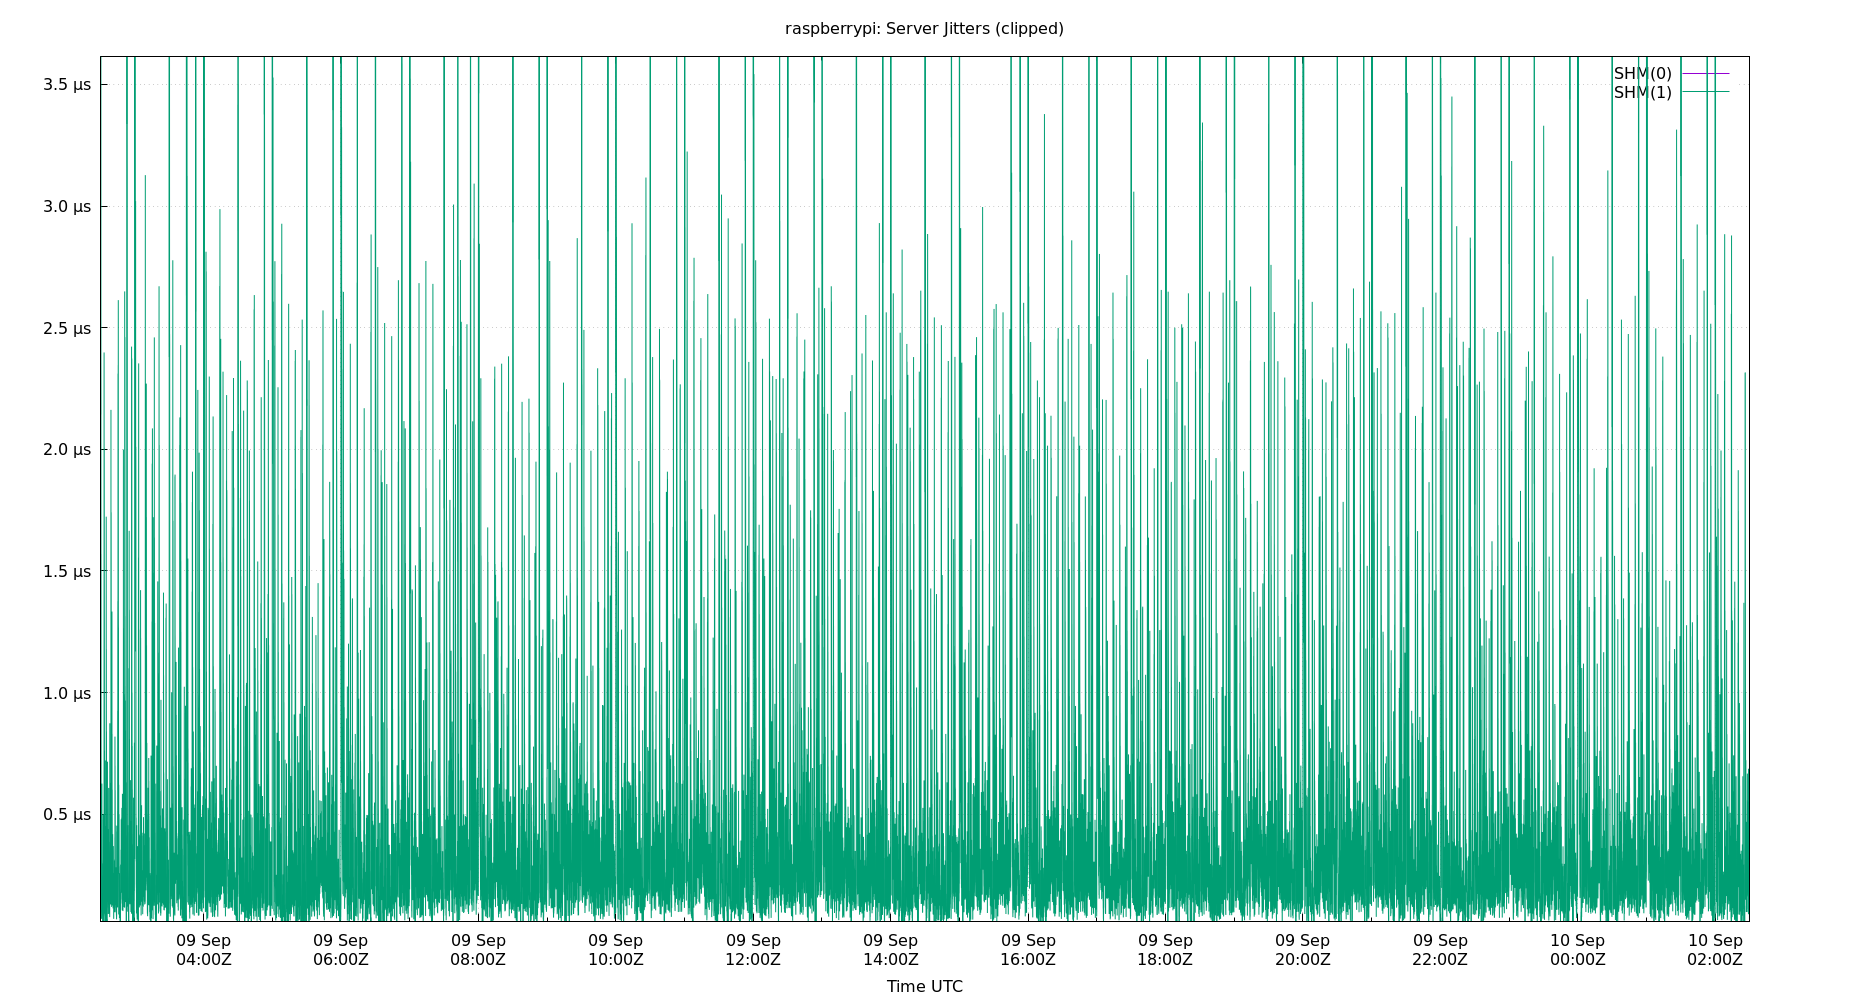 raspberrypi: Server Jitters (clipped)
3.5 µs
3.0 µs
2.5 µs
2.0 µs
1.5 µs
1.0 µs
0.5 µs
SHM(0)
SHM(1)
09 Sep 09 Sep 09 Sep 09 Sep 09 Sep 09 Sep 09 Sep 09 Sep 09 Sep 09 Sep 10 Sep 10 Sep
04:00Z 06:00Z 08:00Z 10:00Z 12:00Z 14:00Z 16:00Z 18:00Z 20:00Z 22:00Z 00:00Z 02:00Z
Time UTC